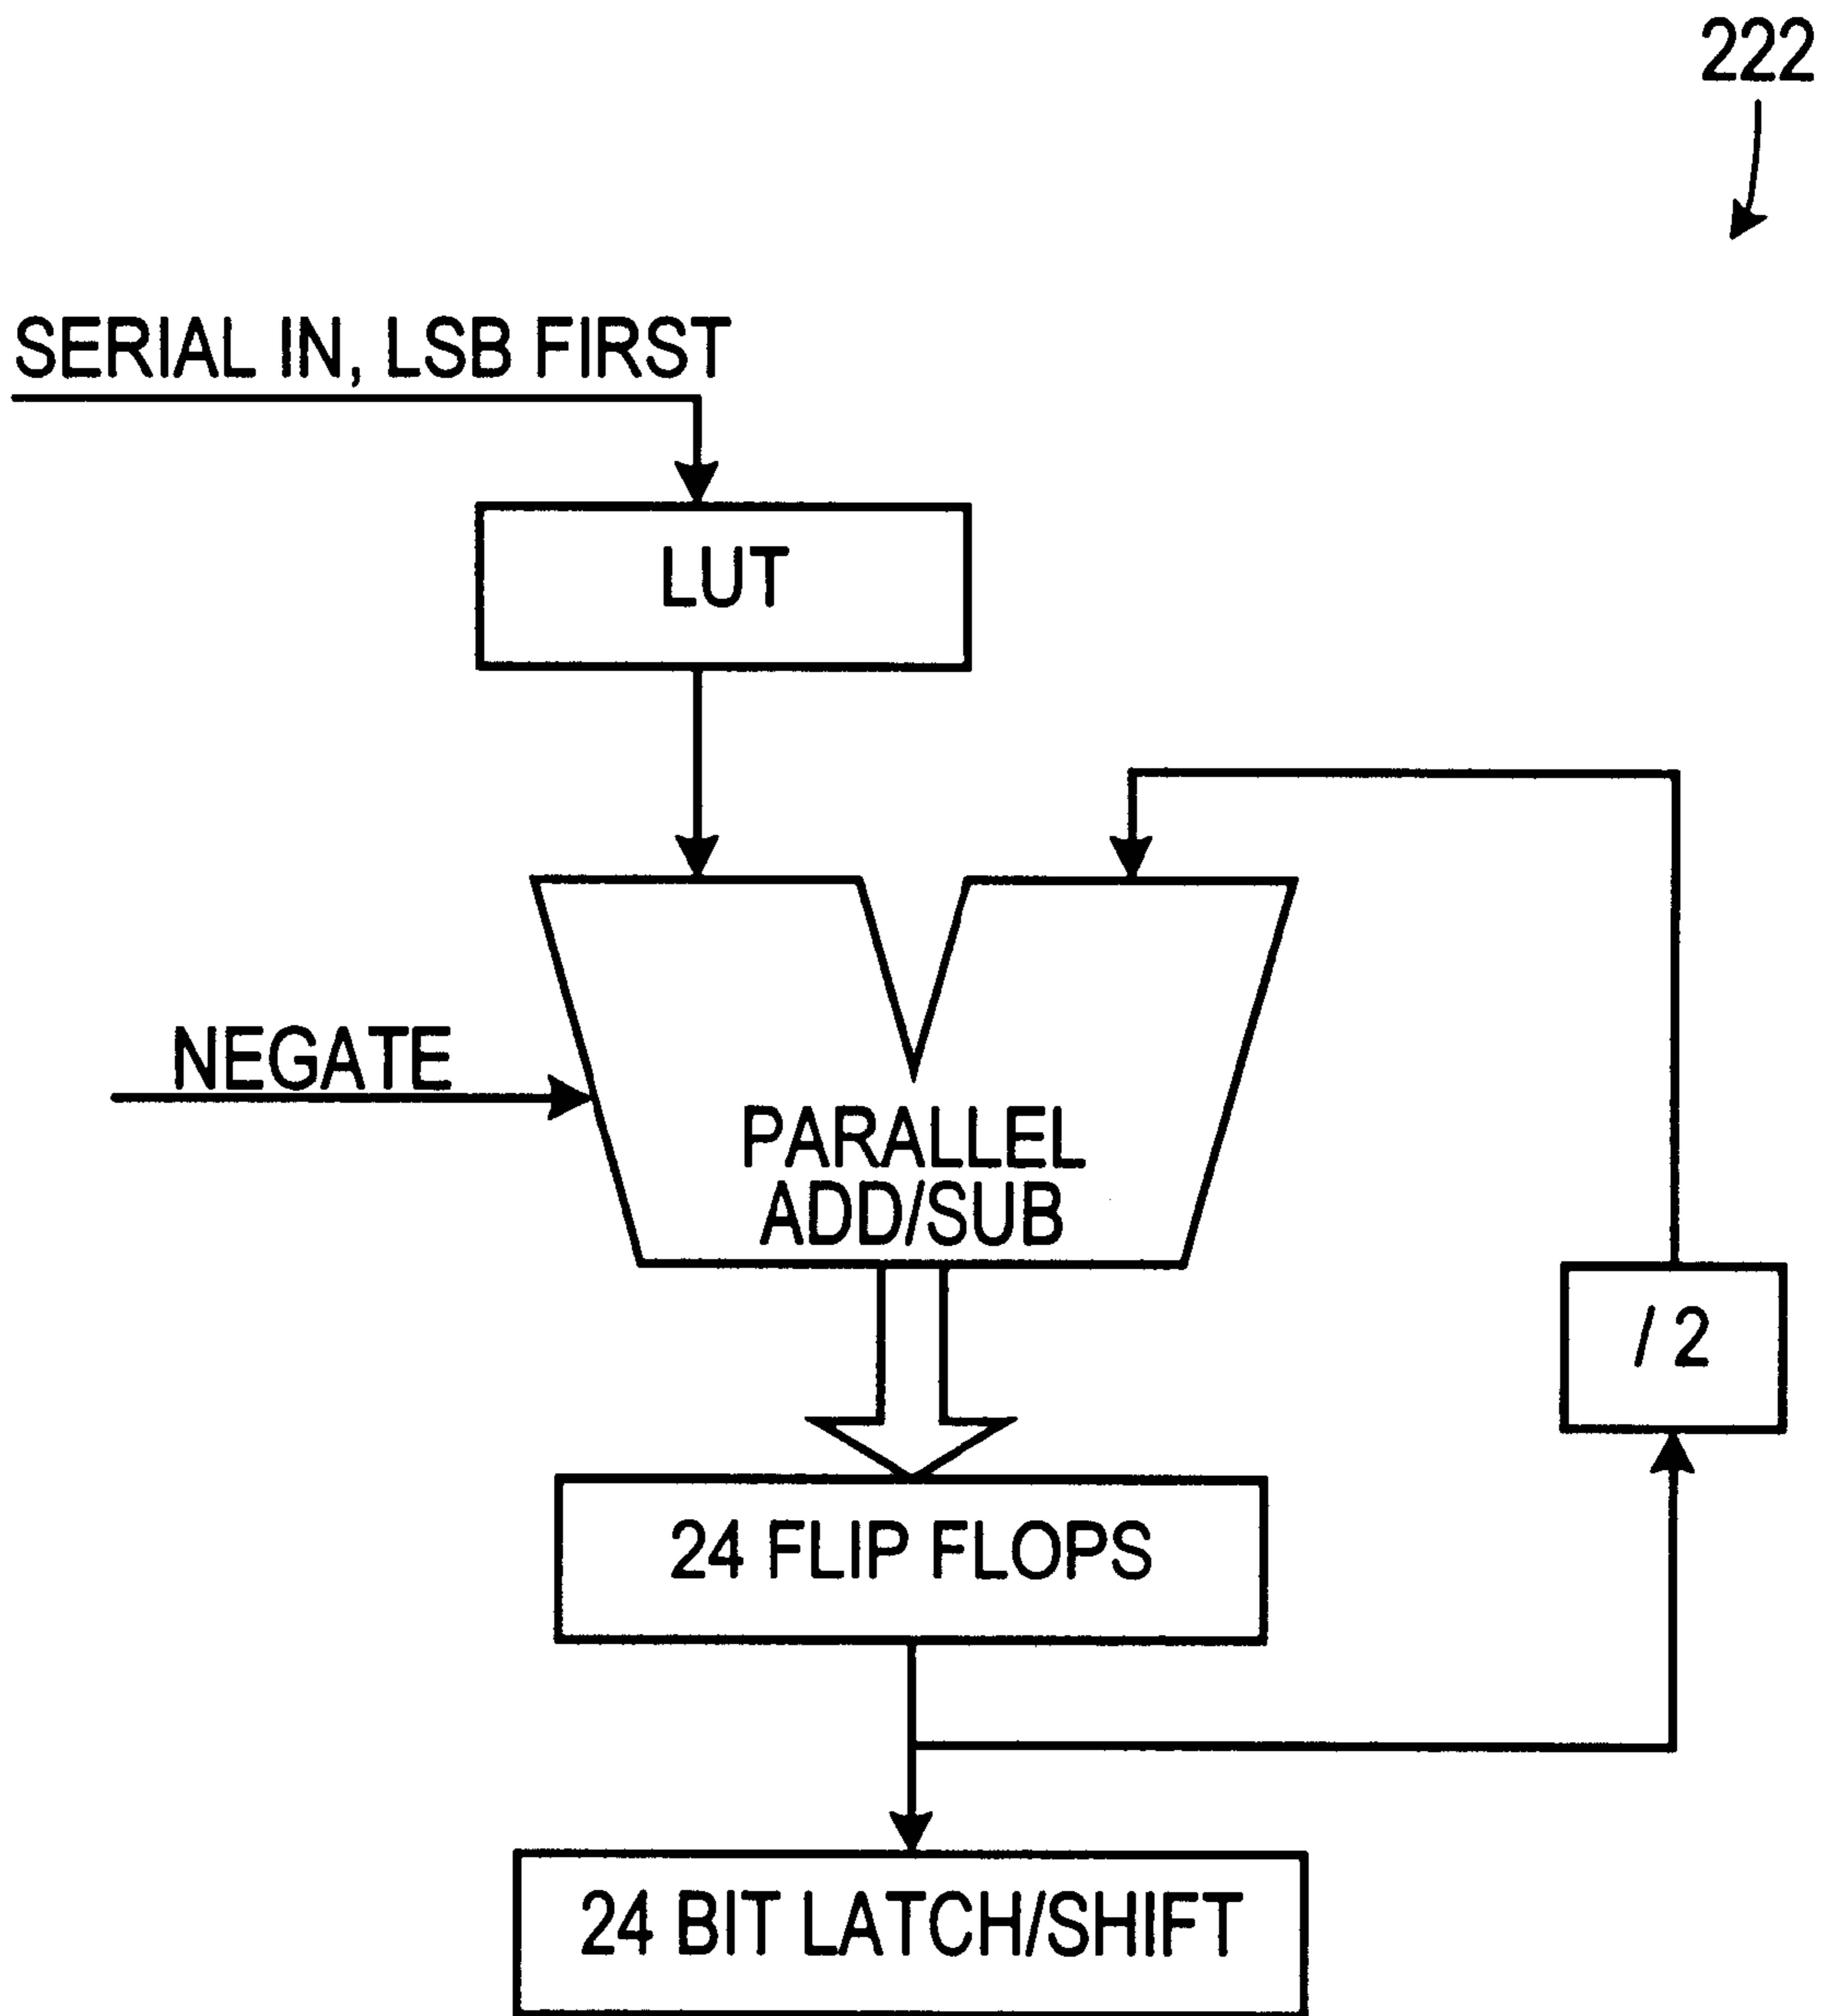 222
SERIAL IN, LSB FIRST
LUT
NEGATE
PARALLEL
ADD/SUB
/ 2
24 FLIP FLOPS
24 BIT LATCH/SHIFT